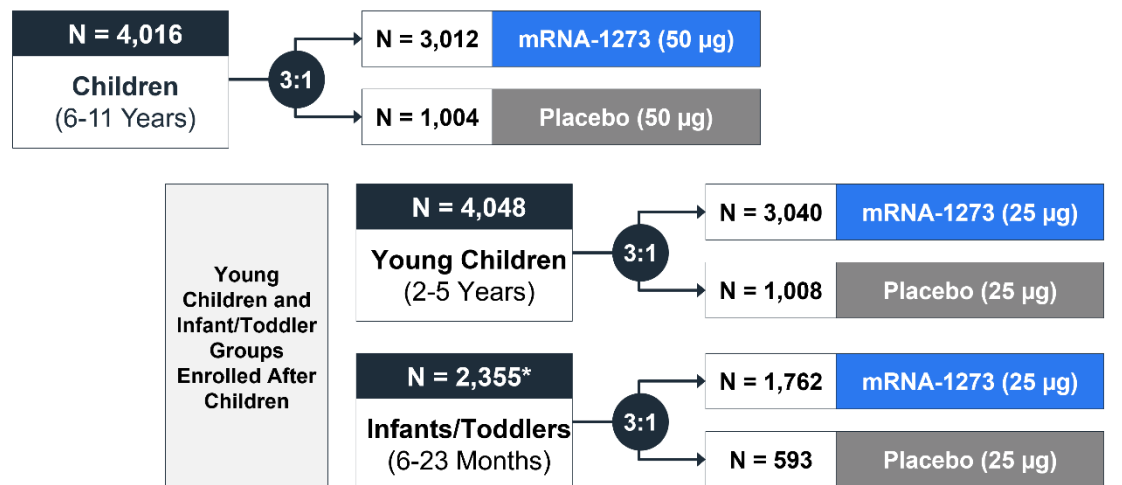 N = 4,016
Children
(6-11 Years)
3:1
N = 3,012
mRNA-1273 (50 µg)
N = 1,004
Placebo (50 µg)
Young
Children and
Infant/Toddler
Groups
Enrolled After
Children
N = 4,048
Young Children
(2-5 Years)
3:1
N = 3,040
mRNA-1273 (25 µg)
N = 1,008
Placebo (25 µg)
N = 2,355*
Infants/Toddlers
(6-23 Months)
3:1
N = 1,762
mRNA-1273 (25 µg)
N = 593
Placebo (25 µg)